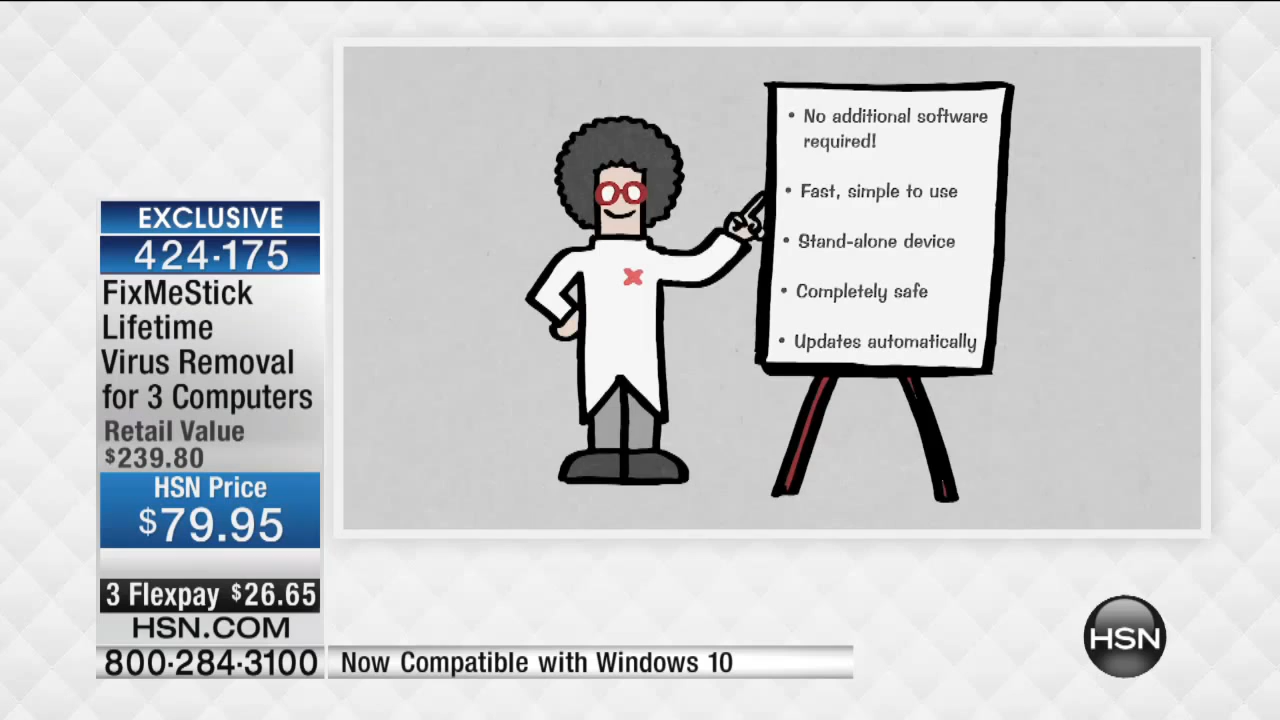 EXCLUSIVE
424-175
FixMeStick
Lifetime
Virus Removal
for 3 Computers
Retail Value
$239.80
HSN Price
$79.95
3 Flexpay $26.65
HSN.COM
800-284-3100
• No additional software
required!
• Fast, simple to use
• Stand-alone device
• Completely safe
• Updates automatically
Now Compatible with Windows 10
HSN